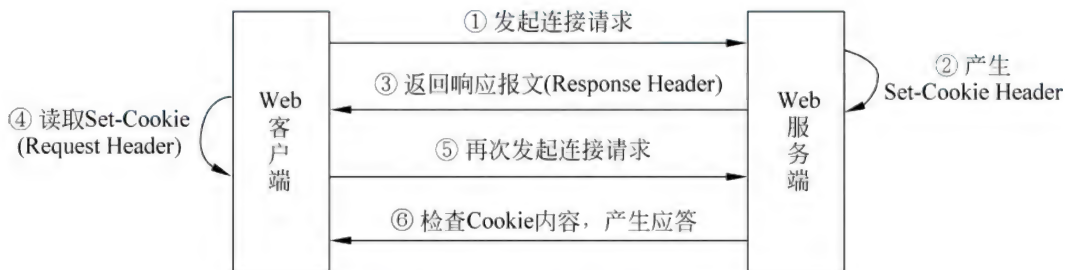 ① 发起连接请求
② 产生
Set-Cookie Header
③ 返回响应报文(Response Header)
Web
客
户
端
Web
服
务
端
④ 读取Set-Cookie
(Request Header)
⑤ 再次发起连接请求
⑥ 检查Cookie内容，产生应答